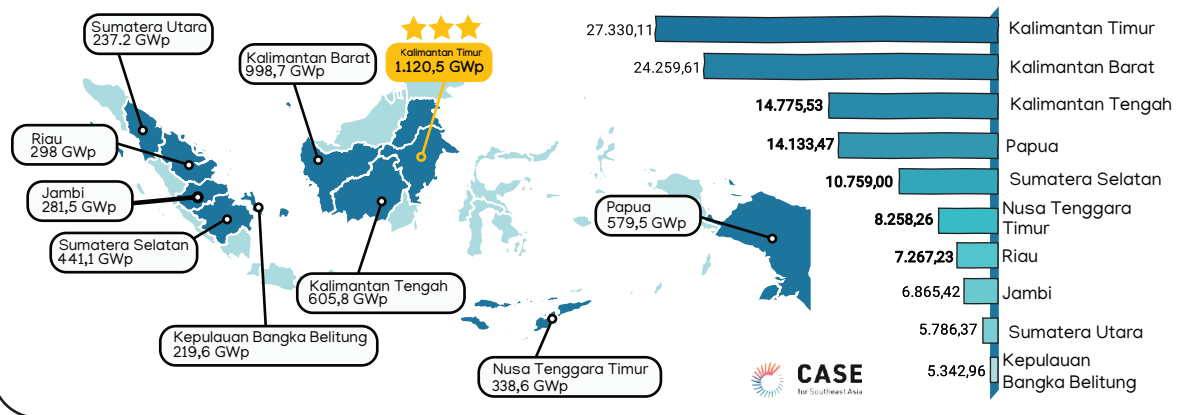 Sumatera Utara
237.2 GWp
Riau
298 GWp
Jambi
281,5 GWp
Sumatera Selatan
441,1 GWp
Kepulauan Bangka Belitung
219,6 GWp
Kalimantan Barat
998,7 GWp
Kalimantan Timur
1.120,5 GWp
Kalimantan Tengah
605,8 GWp
Nusa Tenggara Timur
338,6 GWp
Papua
579,5 GWp
27.330,11 Kalimantan Timur
24.259,61 Kalimantan Barat
14.775,53 Kalimantan Tengah
14.133,47 Papua
10.759,00 Sumatera Selatan
8.258,26 Nusa Tenggara
Timur
7.267,23 Riau
6.865,42 Jambi
5.786,37 Sumatera Utara
5.342,96 Kepulauan
Bangka Belitung
CASE
for Southeast Asia